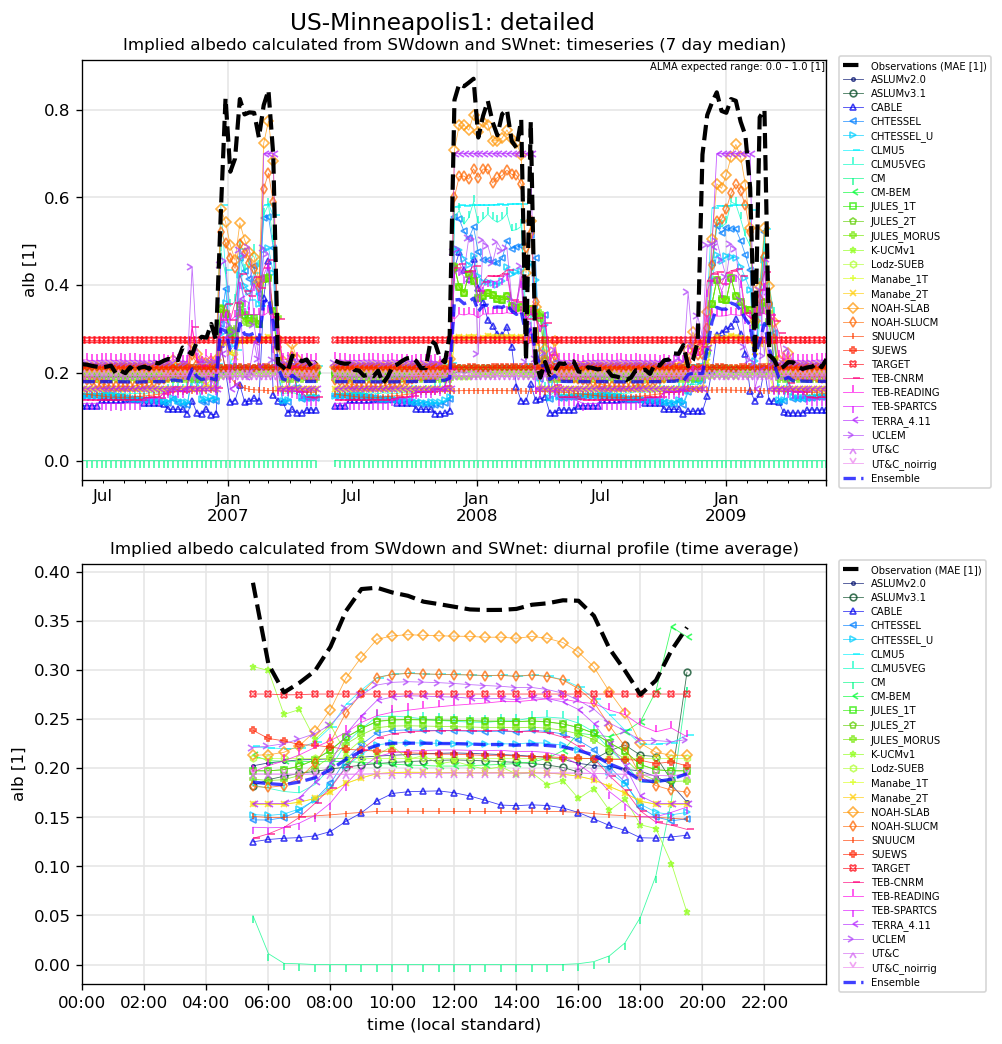 US-Minneapolis1: detailed
Implied albedo calculated from SWdown and SWnet: timeseries (7 day median)
ALMA expected range: 0.0 - 1.0 [1]
alb [1]
0.8
0.6
0.4
0.2
0.0
Jul
Jan
2007
Jul
Jan
2008
Jul
Jan
2009
Observations (MAE [1])
ASLUMv2.0
ASLUMv3.1
CABLE
CHTESSEL
CHTESSEL_U
CLMU5
CLMU5VEG
CM
CM-BEM
JULES_1T
JULES_2T
JULES_MORUS
K-UCMv1
Lodz-SUEB
Manabe_1T
Manabe_2T
NOAH-SLAB
NOAH-SLUCM
SNUUCM
SUEWS
TARGET
TEB-CNRM
TEB-READING
TEB-SPARTCS
TERRA_4.11
UCLEM
UT&C
UT&C_noirrig
Ensemble
Implied albedo calculated from SWdown and SWnet: diurnal profile (time average)
alb [1]
0.40
0.35
0.30
0.25
0.20
0.15
0.10
0.05
0.00
00:00
02:00
04:00
06:00
08:00
10:00
12:00
14:00
16:00
18:00
20:00
22:00
time (local standard)
Observation (MAE [1])
ASLUMv2.0
ASLUMv3.1
CABLE
CHTESSEL
CHTESSEL_U
CLMU5
CLMU5VEG
CM
CM-BEM
JULES_1T
JULES_2T
JULES_MORUS
K-UCMv1
Lodz-SUEB
Manabe_1T
Manabe_2T
NOAH-SLAB
NOAH-SLUCM
SNUUCM
SUEWS
TARGET
TEB-CNRM
TEB-READING
TEB-SPARTCS
TERRA_4.11
UCLEM
UT&C
UT&C_noirrig
Ensemble